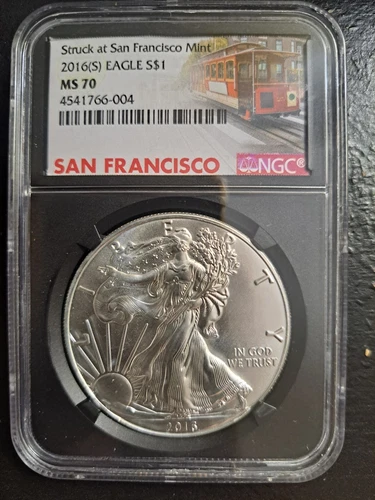 Struck at San Francisco Mint
2016(S) EAGLE S$1
MS 70
4541766-004
SAN FRANCISCO
NGC®
LIBERTY
IN GOD
WE TRUST
2016